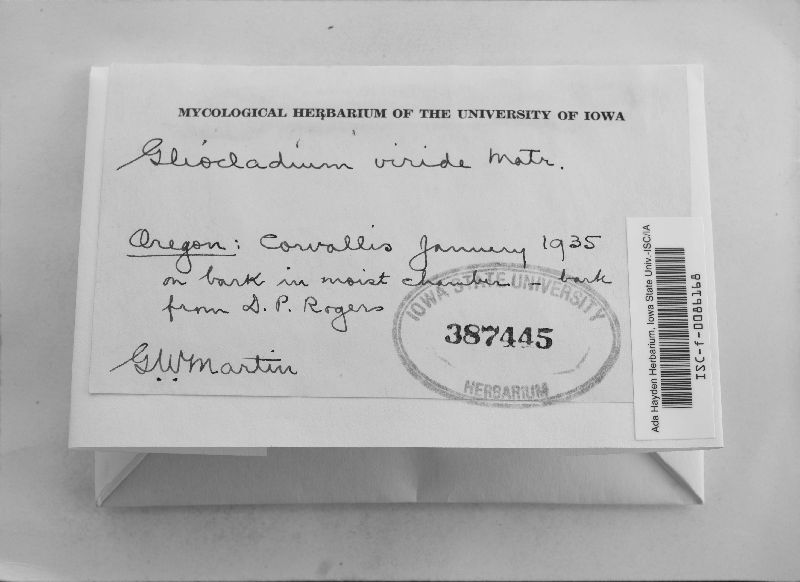 MYCOLOGICAL HERBARIUM OF THE UNIVERSITY OF IOWA
Gliocladium viride Matr.
Oregon: Corvallis January 1935
on bark in moist chamber - bark
from D. P. Rogers
G.W. Martin
IOWA STATE UNIVERSITY
387445
HERBARIUM
Ada Hayden Herbarium, Iowa State Univ.-ISC/IA
ISC-f-0086168